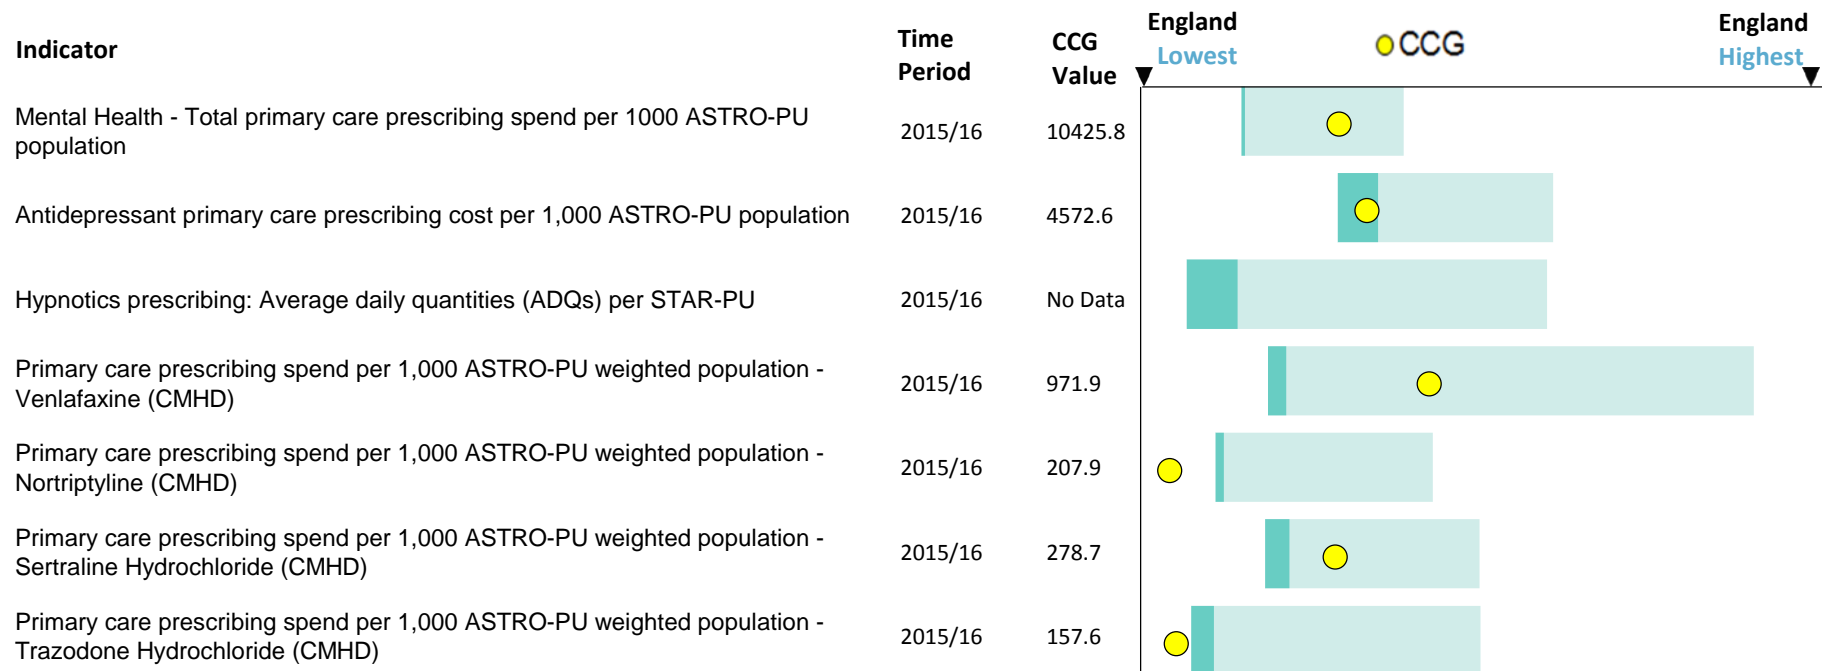 Indicator
Time
Period
CCG
Value
England
Lowest
CCG
England
Highest
Mental Health - Total primary care prescribing spend per 1000 ASTRO-PU
population
2015/16
10425.8
Antidepressant primary care prescribing cost per 1,000 ASTRO-PU population
2015/16
4572.6
Hypnotics prescribing: Average daily quantities (ADQs) per STAR-PU
2015/16
No Data
Primary care prescribing spend per 1,000 ASTRO-PU weighted population -
Venlafaxine (CMHD)
2015/16
971.9
Primary care prescribing spend per 1,000 ASTRO-PU weighted population -
Nortriptyline (CMHD)
2015/16
207.9
Primary care prescribing spend per 1,000 ASTRO-PU weighted population -
Sertraline Hydrochloride (CMHD)
2015/16
278.7
Primary care prescribing spend per 1,000 ASTRO-PU weighted population -
Trazodone Hydrochloride (CMHD)
2015/16
157.6